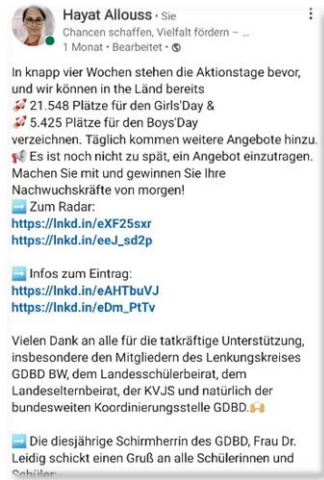 Hayat Allouss • Sie
Chancen schaffen, Vielfalt fördern – ...
1 Monat • Bearbeitet •
In knapp vier Wochen stehen die Aktionstage bevor,
und wir können in the Länd bereits
🚀 21.548 Plätze für den Girls'Day &
🚀 5.425 Plätze für den Boys'Day
verzeichnen. Täglich kommen weitere Angebote hinzu.
📢 Es ist noch nicht zu spät, ein Angebot einzutragen.
Machen Sie mit und gewinnen Sie Ihre
Nachwuchskräfte von morgen!
➡️ Zum Radar:
https://lnkd.in/eXF25sxr
https://lnkd.in/eeJ_sd2p
➡️ Infos zum Eintrag:
https://lnkd.in/eAHTbuVJ
https://lnkd.in/eDm_PtTv
Vielen Dank an alle für die tatkräftige Unterstützung,
insbesondere den Mitgliedern des Lenkungskreises
GDBD BW, dem Landesschülerbeirat, dem
Landeselternbeirat, der KVJS und natürlich der
bundesweiten Koordinierungsstelle GDBD.🙌
➡️ Die diesjährige Schirmherrin des GDBD, Frau Dr.
Leidig schickt einen Gruß an alle Schülerinnen und
Schüler: